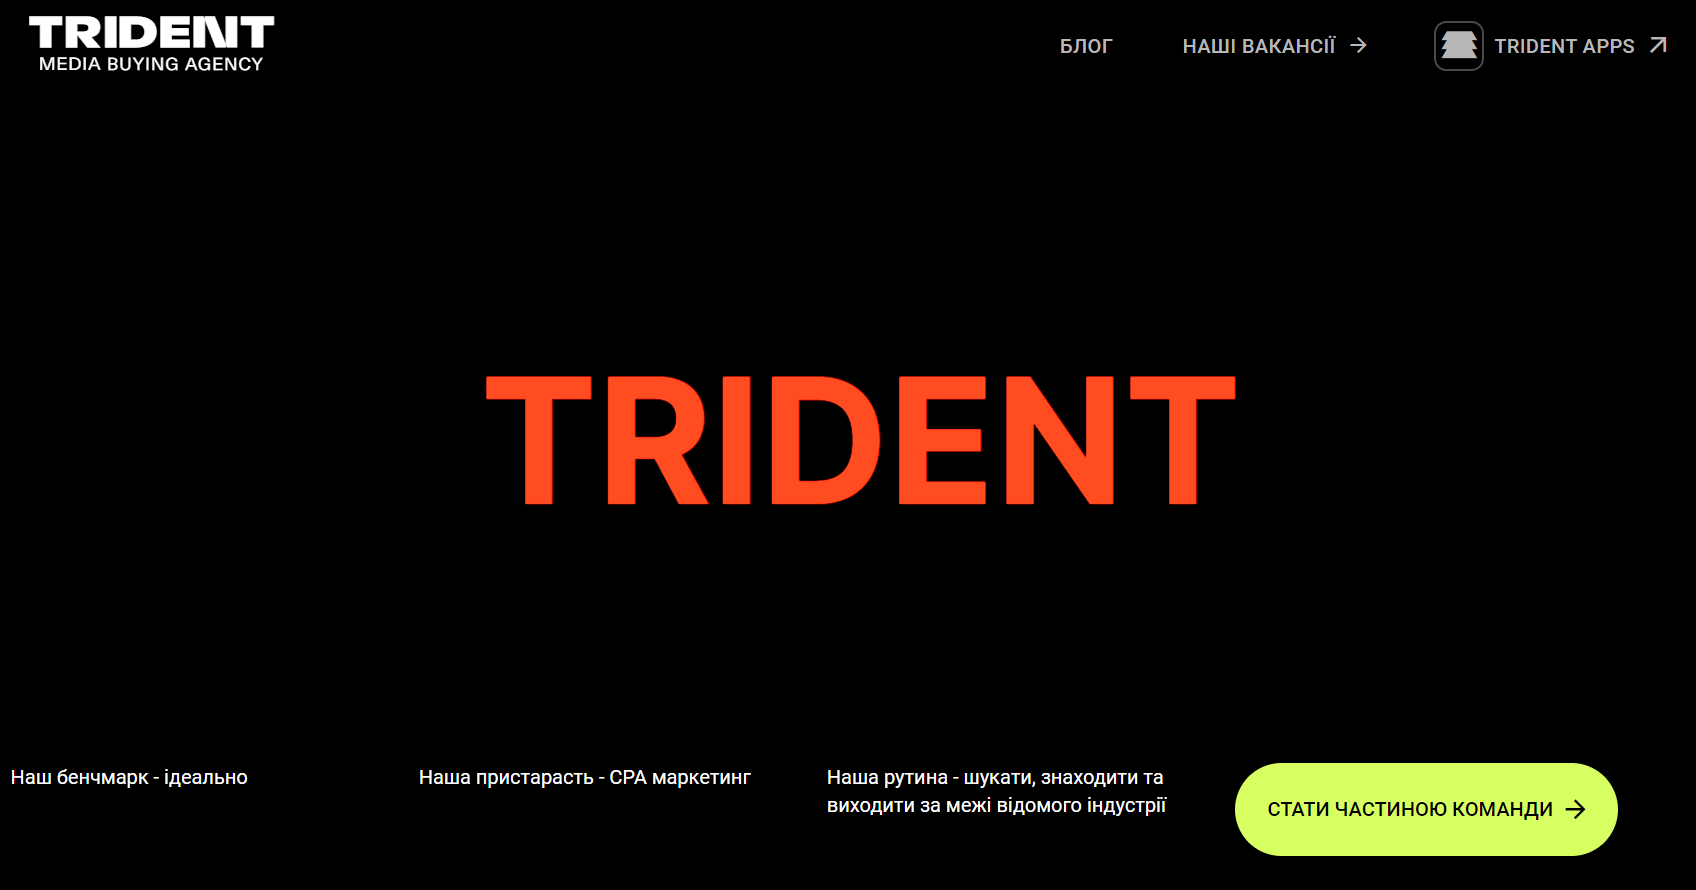 TRIDENT
MEDIA BUYING AGENCY
БЛОГ
НАШІ ВАКАНСІЇ
TRIDENT APPS
TRIDENT
Наш бенчмарк - ідеально
Наша пристарасть - CPA маркетинг
Наша рутина - шукати, знаходити та
виходити за межі відомого індустрії
СТАТИ ЧАСТИНОЮ КОМАНДИ